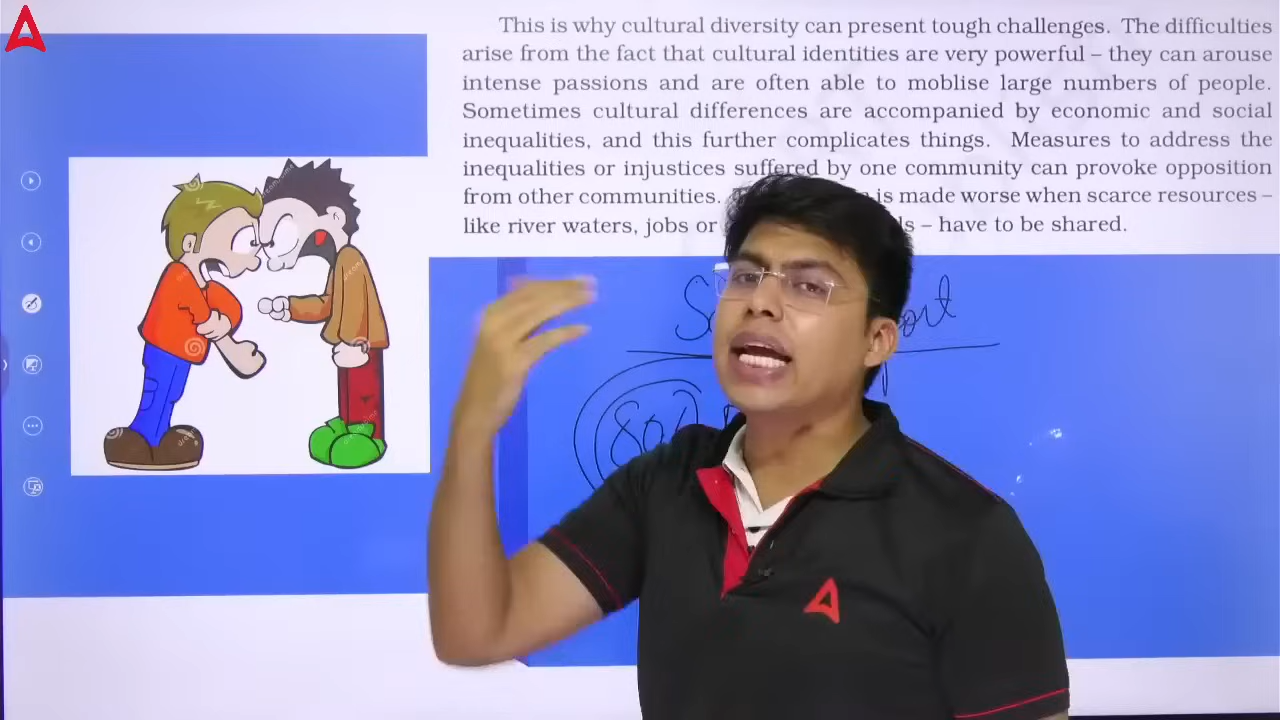 This is why cultural diversity can present tough challenges. The difficulties
arise from the fact that cultural identities are very powerful – they can arouse
intense passions and are often able to moblise large numbers of people.
Sometimes cultural differences are accompanied by economic and social
inequalities, and this further complicates things. Measures to address the
inequalities or injustices suffered by one community can provoke opposition
from other communities. is made worse when scarce resources –
like river waters, jobs or – have to be shared.